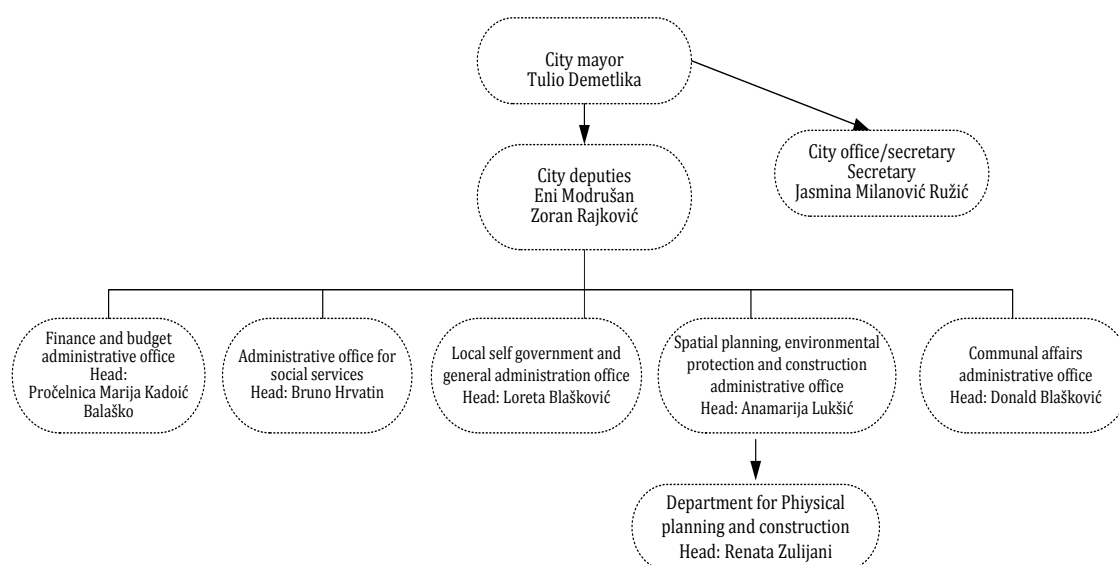 City mayor
Tulio Demetlika
City office/secretary
Secretary
Jasmina Milanović Ružić
City deputies
Eni Modrušan
Zoran Rajković
Finance and budget
administrative office
Head:
Pročelnica Marija Kadoić
Balaško
Administrative office for
social services
Head: Bruno Hrvatin
Local self government and
general administration office
Head: Loreta Blašković
Spatial planning, environmental
protection and construction
administrative office
Head: Anamarija Lukšić
Communal affairs
administrative office
Head: Donald Blašković
Department for Phiysical
planning and construction
Head: Renata Zulijani